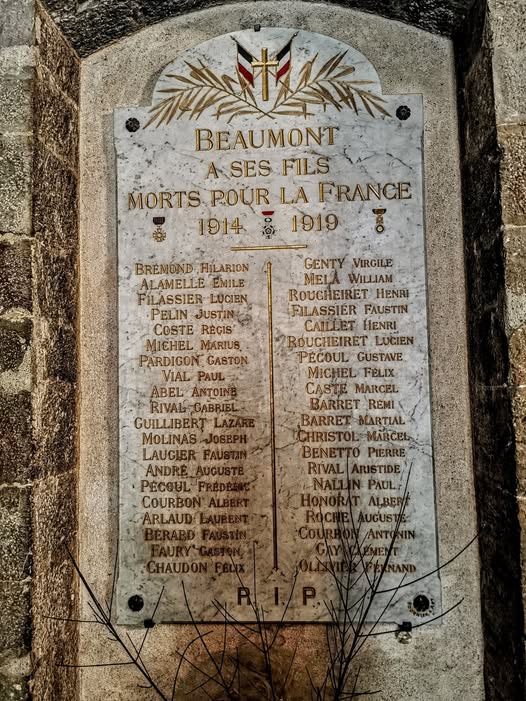 BEAUMONT
A SES FILS
MORTS POUR LA FRANCE
1914 1919
BRÉMOND HILARION
ALAMELLE EMILE
FILASSIER LUCIEN
PELIN JUSTIN
COSTE RÉGIS
MICHEL MARIUS
PARDIGON GASTON
VIAL PAUL
ABEL ANTOINE
RIVAL GABRIEL
GUILLIBERT LAZARE
MOLINAS JOSEPH
LAUGIER FAUSTIN
ANDRÉ AUGUSTE
PÉCOUL FRÉDÉRIC
COURBON ALBERT
ARLAUD LAURENT
BÉRARD FAUSTIN
FAURY GASTON
CHAUDON FÉLIX
GENTY VIRGILE
MELA WILLIAM
ROUGHEIRET HENRI
FILASSIER FAUSTIN
CAILLET HENRI
ROUCHEIRET LUCIEN
PÉCOUL GUSTAVE
MICHEL FÉLIX
CASTE MARCEL
BARRET REMI
BARRET MARTIAL
CHRISTOL MARCEL
BENETTO PIERRE
RIVAL ARISTIDE
NALLIN PAUL
HONORAT ALBERT
ROCHE AUGUSTE
COURBON ANTONIN
GAY CLÉMENT
OLLIVIER FERNAND
R I P